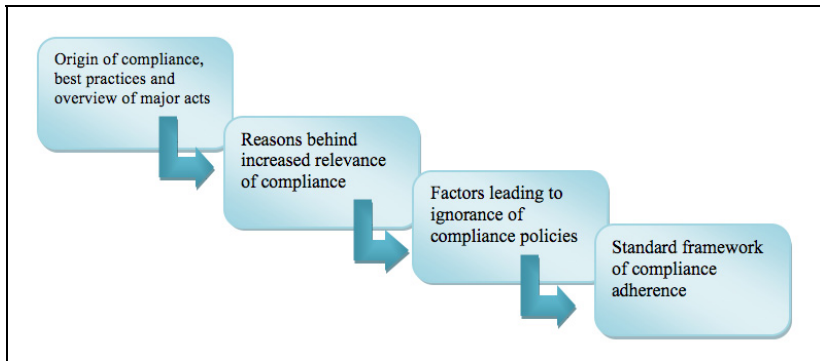 Origin of compliance,
best practices and
overview of major acts
Reasons behind
increased relevance
of compliance
Factors leading to
ignorance of
compliance policies
Standard framework
of compliance
adherence